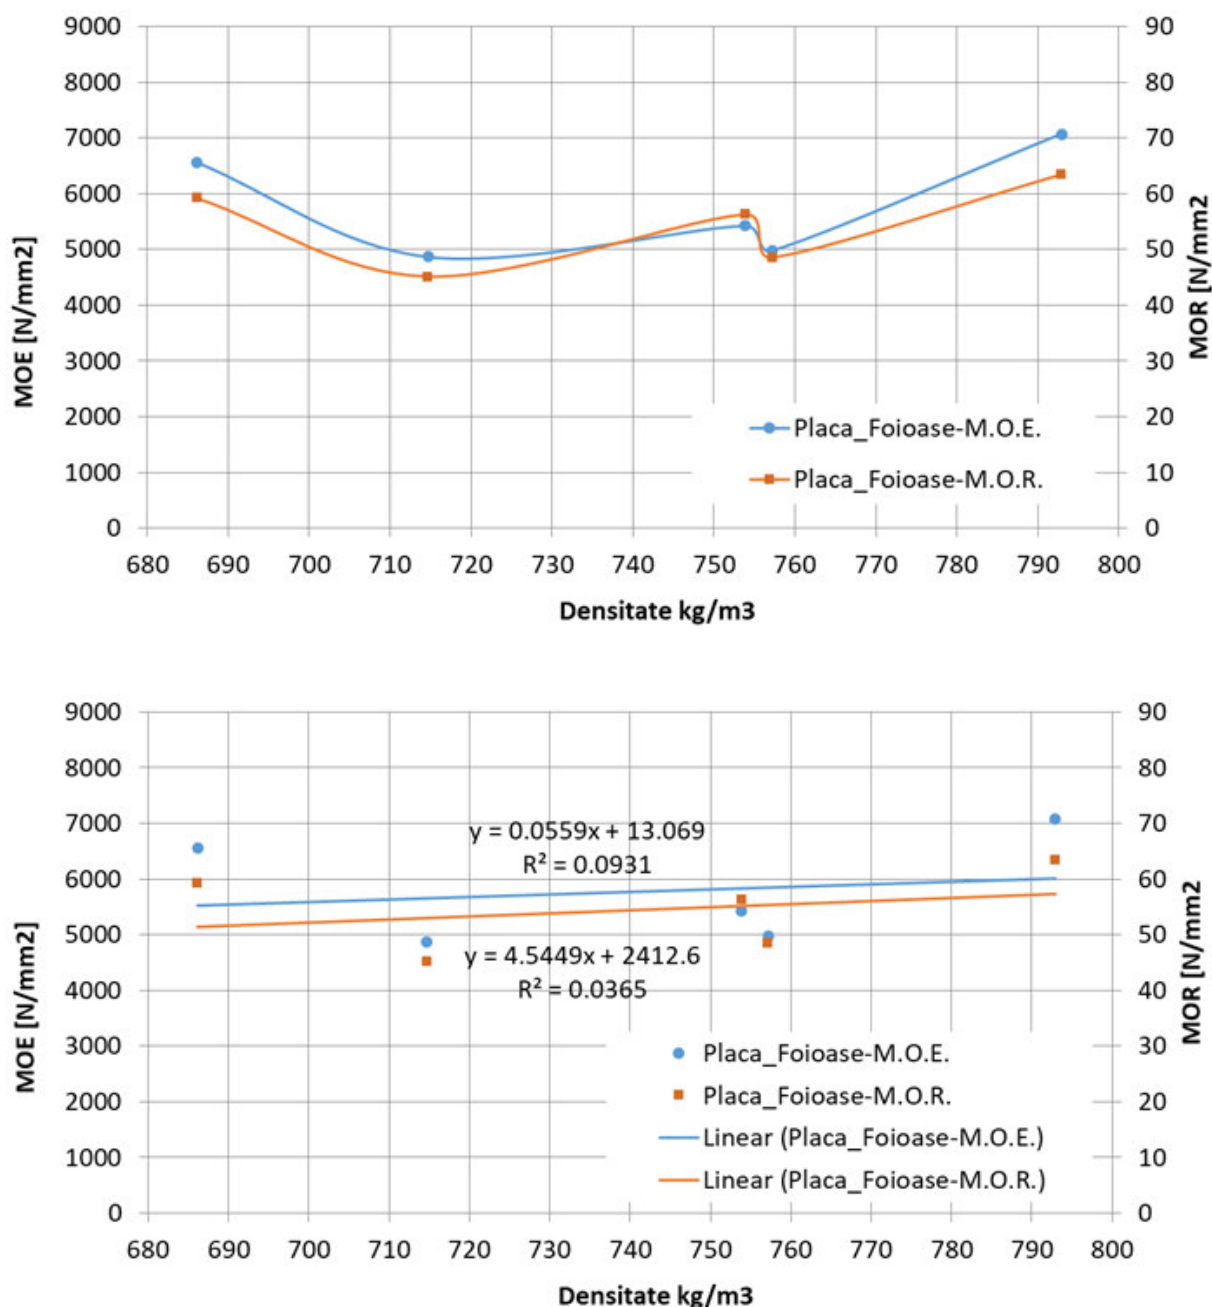 9000
8000
7000
6000
5000
4000
3000
2000
1000
0
MOE [N/mm2]
90
80
70
60
50
40
30
20
10
0
MOR [N/mm2
Placa_Foioase-M.O.E.
Placa_Foioase-M.O.R.
680 690 700 710 720 730 740 750 760 770 780 790 800
Densitate kg/m3
9000
8000
7000
6000
5000
4000
3000
2000
1000
0
MOE [N/mm2]
90
80
70
60
50
40
30
20
10
0
MOR [N/mm2
y = 0.0559x + 13.069
R² = 0.0931
y = 4.5449x + 2412.6
R² = 0.0365
Placa_Foioase-M.O.E.
Placa_Foioase-M.O.R.
Linear (Placa_Foioase-M.O.E.)
Linear (Placa_Foioase-M.O.R.)
680 690 700 710 720 730 740 750 760 770 780 790 800
Densitate kg/m3